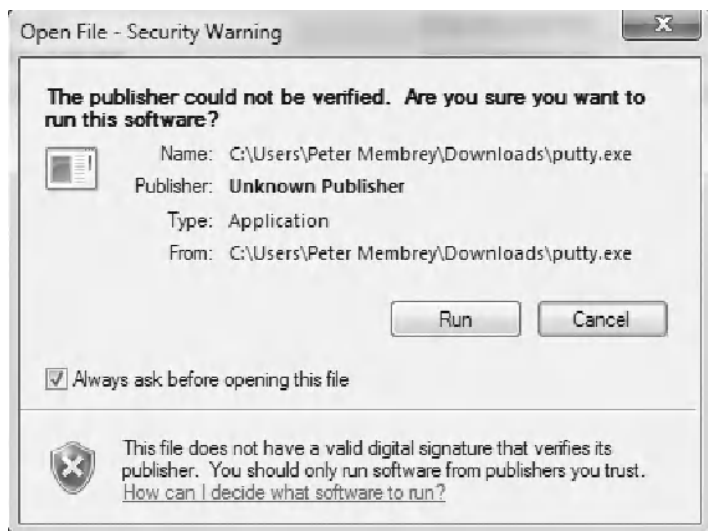 Open File - Security Warning
The publisher could not be verified. Are you sure you want to
run this software?
Name: C:\Users\Peter Membrey\Downloads\putty.exe
Publisher: Unknown Publisher
Type: Application
From: C:\Users\Peter Membrey\Downloads\putty.exe
Run Cancel
Always ask before opening this file
This file does not have a valid digital signature that verifies its
publisher. You should only run software from publishers you trust.
How can I decide what software to run?